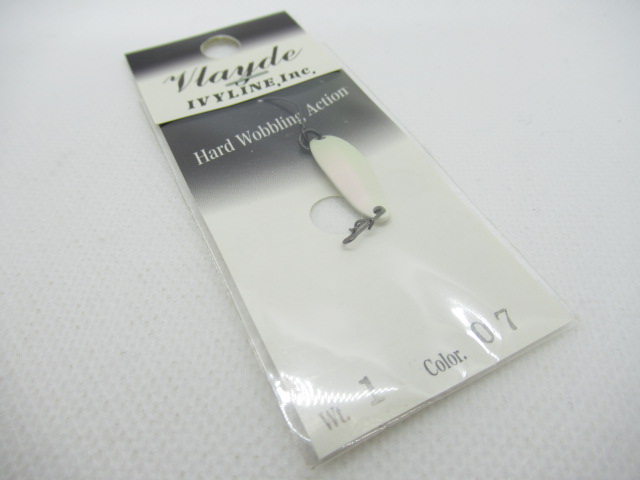 Vlayde
IVYLINE,Inc.
Hard Wobbling Action
Wt. 1 Color. 07